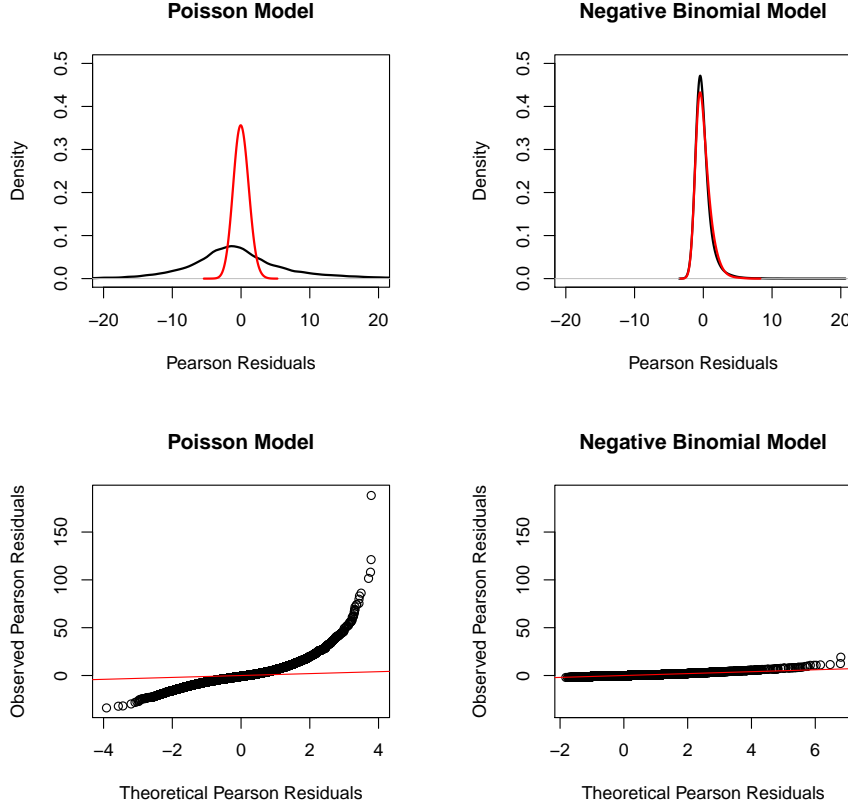 Poisson Model
Negative Binomial Model
Density
0.0 0.1 0.2 0.3 0.4 0.5
−20 −10 0 10 20
Pearson Residuals
Density
0.0 0.1 0.2 0.3 0.4 0.5
−20 −10 0 10 20
Pearson Residuals
Poisson Model
Negative Binomial Model
Observed Pearson Residuals
0 50 100 150
−4 −2 0 2 4
Theoretical Pearson Residuals
Observed Pearson Residuals
0 50 100 150
−2 0 2 4 6
Theoretical Pearson Residuals